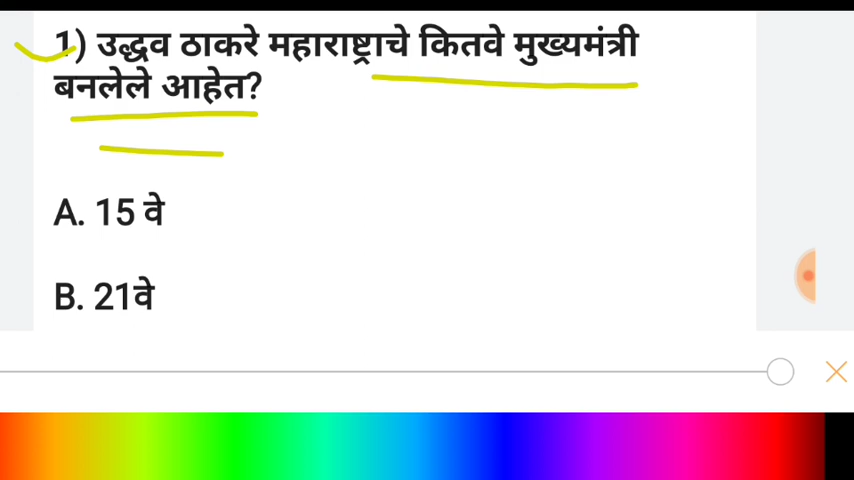 1) उद्धव ठाकरे महाराष्ट्राचे कितवे मुख्यमंत्री
बनलेले आहेत?
A. 15 वे
B. 21वे